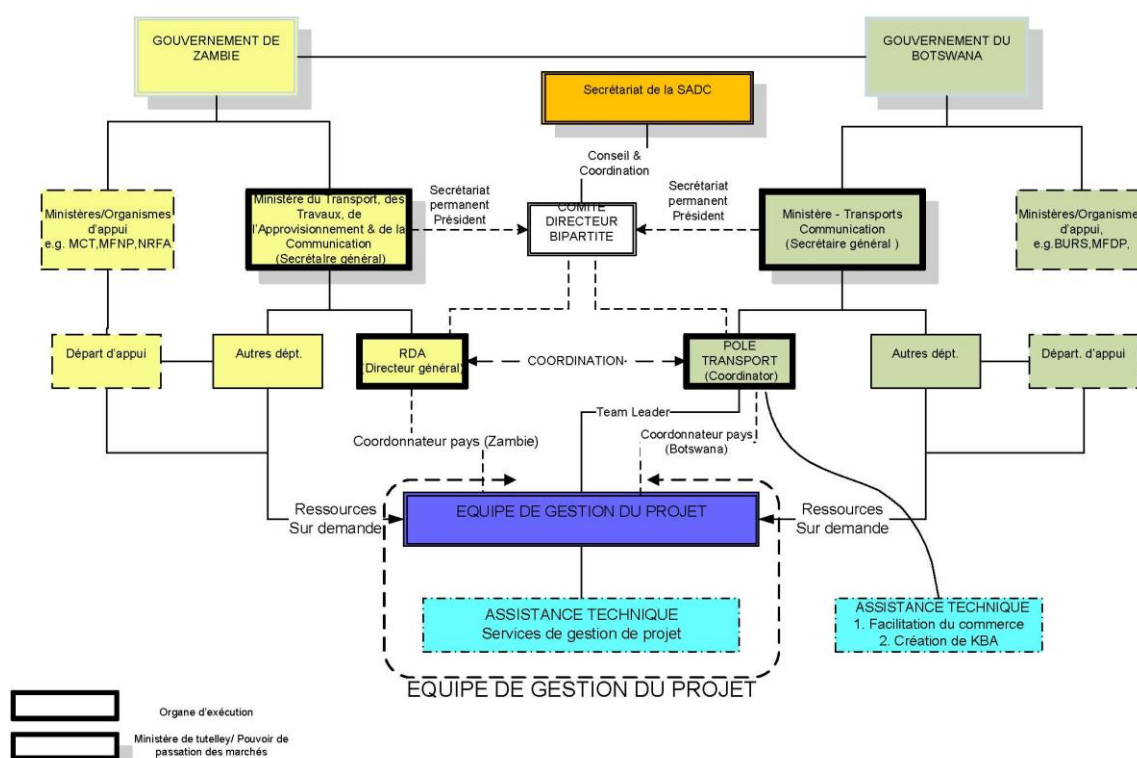 GOUVERNEMENT DE
ZAMBIE
GOUVERNEMENT DU
BOTSWANA
Secrétariat de la SADC
Conseil &
Coordination
Ministères/Organismes
d'appui
e.g. MCT,MFNP,NRFA
Ministère du Transport, des
Travaux, de
l'Approvisionnement & de la
Communication
(Secrétaire général)
Secrétariat
permanent
Président
COMITE
DIRECTEUR
BIPARTITE
Secrétariat
permanent
Président
Ministère - Transports
Communication
(Secrétaire général )
Ministères/Organismes
d'appui,
e.g.BURS,MFDP,
Départ d'appui
Autres dépt.
RDA
(Directeur général)
COORDINATION
POLE
TRANSPORT
(Coordinator)
Autres dépt.
Départ. d'appui
Team Leader
Coordonnateur pays (Zambie)
Coordonnateur pays
(Botswana)
Ressources
Sur demande
EQUIPE DE GESTION DU PROJET
Ressources
Sur demande
ASSISTANCE TECHNIQUE
Services de gestion de projet
ASSISTANCE TECHNIQUE
1. Facilitation du commerce
2. Création de KBA
EQUIPE DE GESTION DU PROJET
Organe d'exécution
Ministère de tutelley/ Pouvoir de
passation des marchés